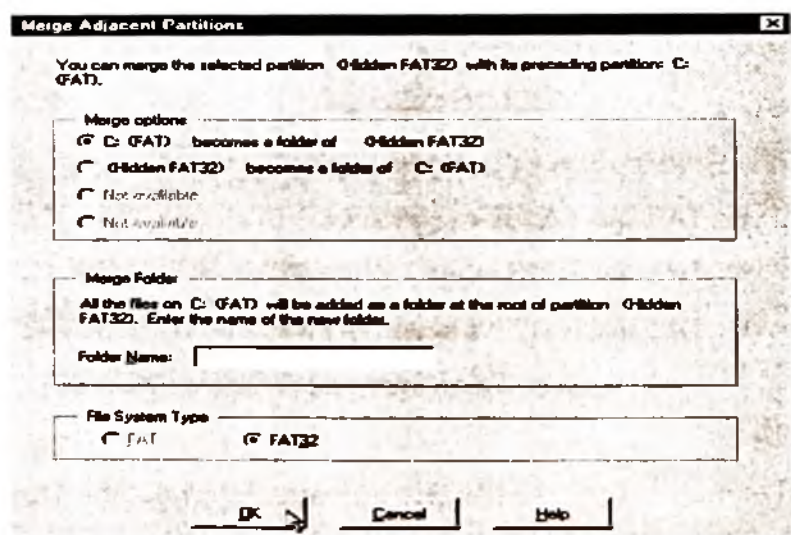 Merge Adjacent Partitions
You can merge the selected partition (Hidden FAT32) with its preceding partition: C:
(FAT).
Merge options
C: (FAT) becomes a folder of (Hidden FAT32)
(Hidden FAT32) becomes a folder of C: (FAT)
Not available
Not available
Merge Folder
All the files on C: (FAT) will be added as a folder at the root of partition (Hidden
FAT32). Enter the name of the new folder.
Folder Name:
File System Type
FAT FAT32
OK Cancel Help